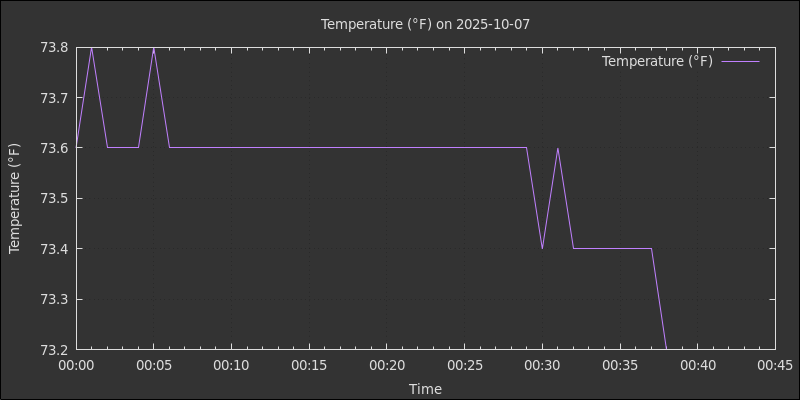 Temperature (°F) on 2025-10-07
Temperature (°F)
73.8
73.7
73.6
73.5
73.4
73.3
73.2
Temperature (°F)
00:00 00:05 00:10 00:15 00:20 00:25 00:30 00:35 00:40 00:45
Time